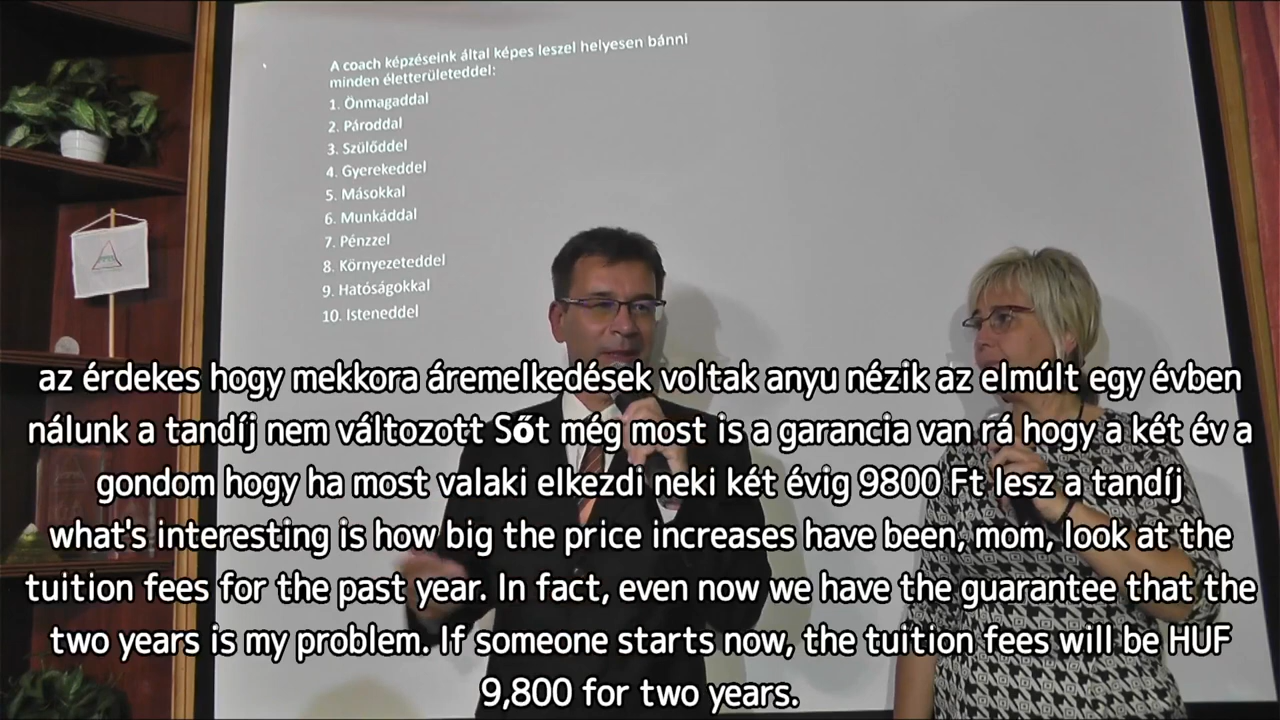 A coach képzéseink által képes leszel helyesen bánni
minden életterületeddel:
1. Önmagaddal
2. Pároddal
3. Szülőddel
4. Gyerekeddel
5. Másokkal
6. Munkáddal
7. Pénzzel
8. Környezeteddel
9. Hatóságokkal
10. Isteneddel
az érdekes hogy mekkora áremelkedések voltak anyu nézik az elmúlt egy évben
nálunk a tandíj nem változott Sőt még most is a garancia van rá hogy a két év a
gondom hogy ha most valaki elkezdi neki két évig 9800 Ft lesz a tandíj
what's interesting is how big the price increases have been, mom, look at the
tuition fees for the past year. In fact, even now we have the guarantee that the
two years is my problem. If someone starts now, the tuition fees will be HUF
9,800 for two years.